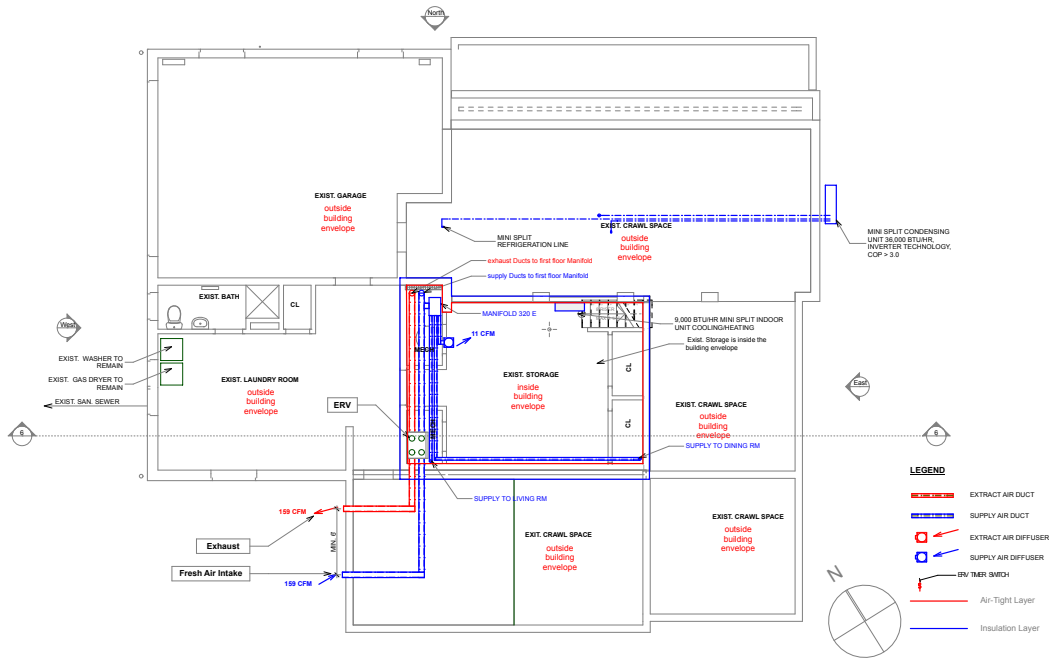 North
EXIST. GARAGE
outside
building
envelope
MINI SPLIT
REFRIGERATION LINE
EXIST. CRAWL SPACE
outside
building
envelope
MINI SPLIT CONDENSING
UNIT 36,000 BTU/HR,
INVERTER TECHNOLOGY,
COP > 3.0
exhaust Ducts to first floor Manifold
supply Ducts to first floor Manifold
EXIST. BATH
CL
MANIFOLD 320 E
9,000 BTU/HR MINI SPLIT INDOOR
UNIT COOLING/HEATING
West
11 CFM
MECH
Exist. Storage is inside the
building envelope
EXIST. WASHER TO
REMAIN
EXIST. GAS DRYER TO
REMAIN
EXIST. SAN. SEWER
EXIST. LAUNDRY ROOM
outside
building
envelope
EXIST. STORAGE
inside
building
envelope
CL
CL
East
EXIST. CRAWL SPACE
outside
building
envelope
ERV
6
6
SUPPLY TO DINING RM
SUPPLY TO LIVING RM
159 CFM
Exhaust
MIN. 6'
Fresh Air Intake
159 CFM
EXIT. CRAWL SPACE
outside
building
envelope
EXIST. CRAWL SPACE
outside
building
envelope
N
LEGEND
EXTRACT AIR DUCT
SUPPLY AIR DUCT
EXTRACT AIR DIFFUSER
SUPPLY AIR DIFFUSER
ERV TIMER SWITCH
Air-Tight Layer
Insulation Layer